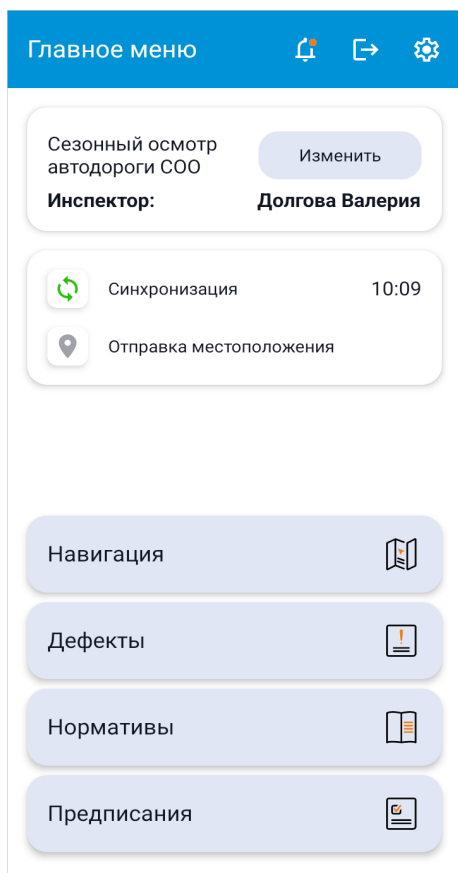 Главное меню
Сезонный осмотр
автодороги СОО
Изменить
Инспектор: Долгова Валерия
Синхронизация 10:09
Отправка местоположения
Навигация
Дефекты
Нормативы
Предписания